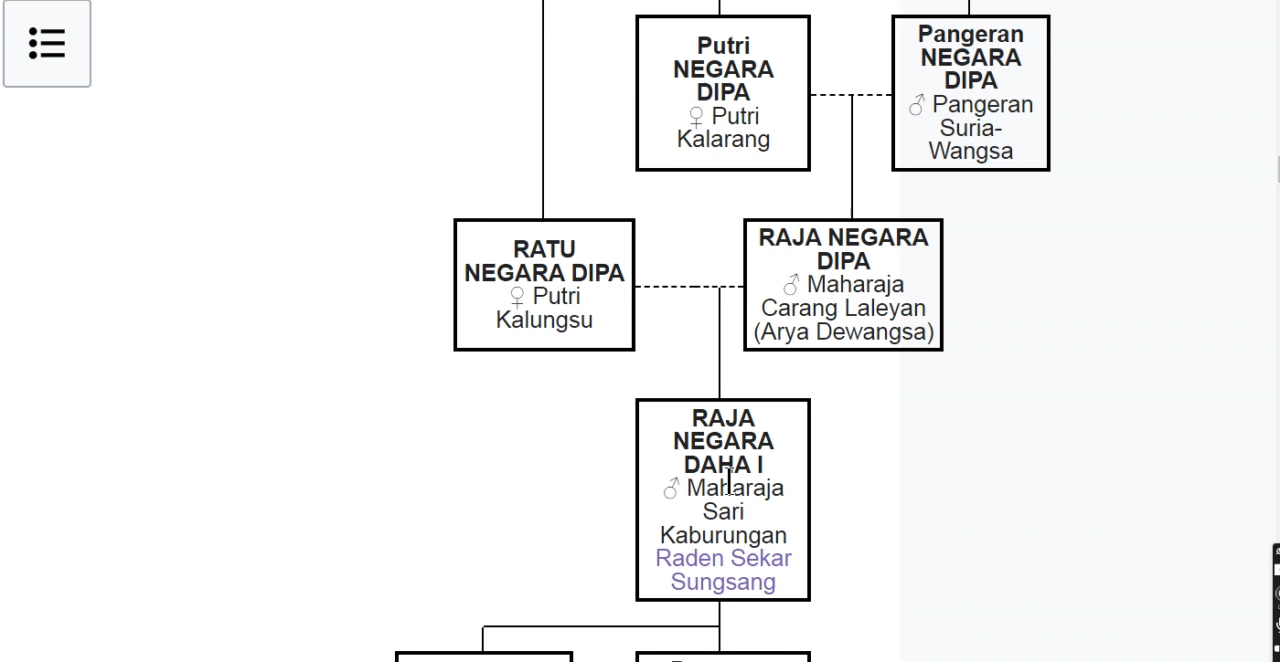 Putri
NEGARA
DIPA
♀ Putri
Kalarang
Pangeran
NEGARA
DIPA
♂ Pangeran
Suria-
Wangsa
RATU
NEGARA DIPA
♀ Putri
Kalungsu
RAJA NEGARA
DIPA
♂ Maharaja
Carang Laleyan
(Arya Dewangsa)
RAJA
NEGARA
DAHA I
♂ Maharaja
Sari
Kaburungan
Raden Sekar
Sungsang